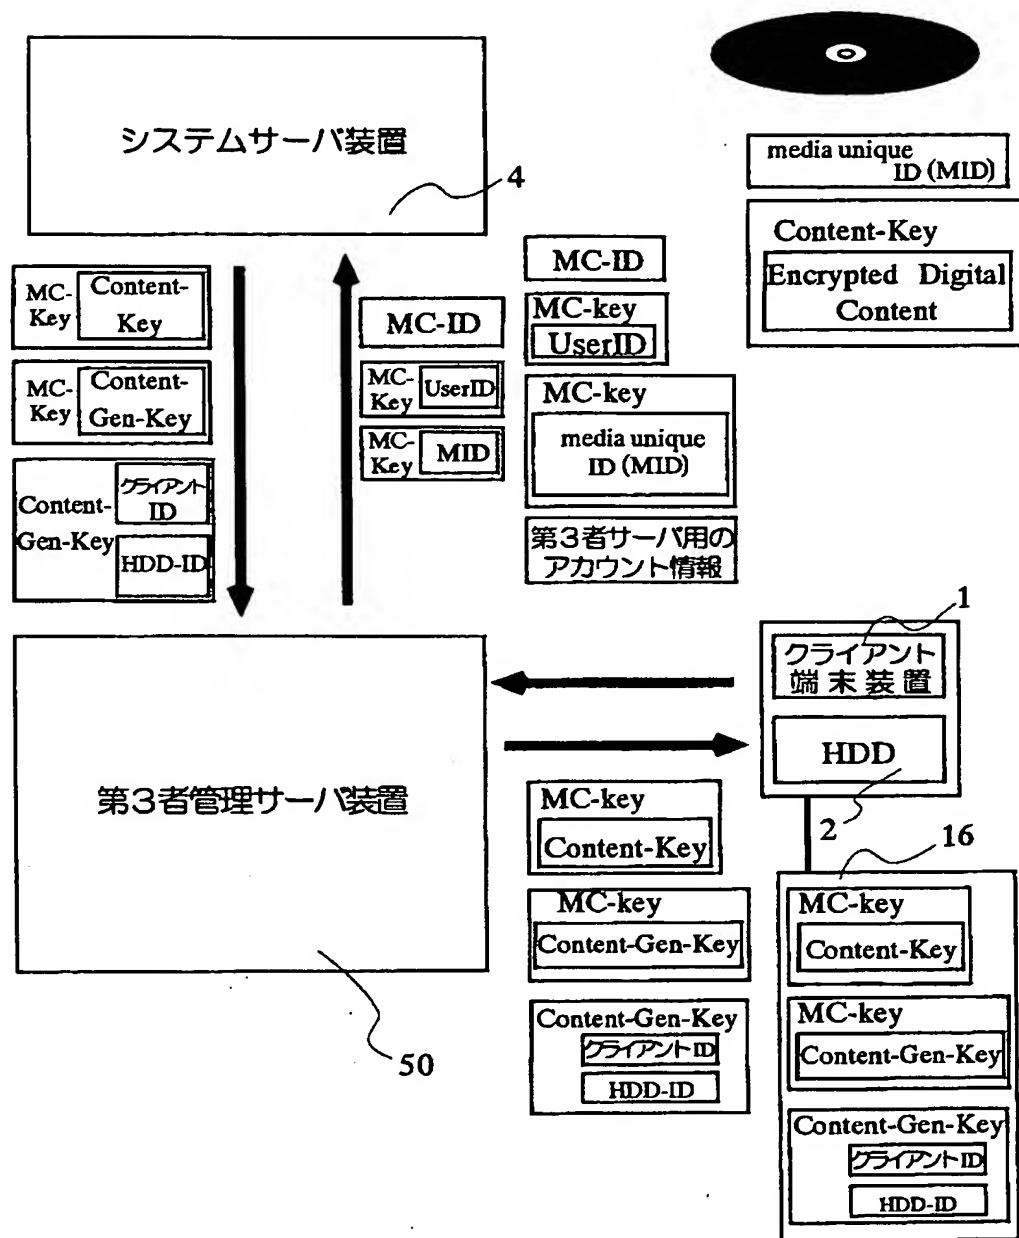 システムサーバ装置
4
media unique
ID (MID)
Content-Key
Encrypted Digital
Content
MC-
Key
Content-
Key
MC-
Key
Content-
Gen-Key
Content-
Gen-Key
クライアント
ID
HDD-ID
MC-ID
MC-
Key
UserID
MC-
Key
MID
MC-ID
MC-key
UserID
MC-key
media unique
ID (MID)
第3者サーバ用の
アカウント情報
1
クライアント
端末装置
HDD
2
第3者管理サーバ装置
50
MC-key
Content-Key
MC-key
Content-Gen-Key
Content-Gen-Key
クライアントID
HDD-ID
16
MC-key
Content-Key
MC-key
Content-Gen-Key
Content-Gen-Key
クライアントID
HDD-ID